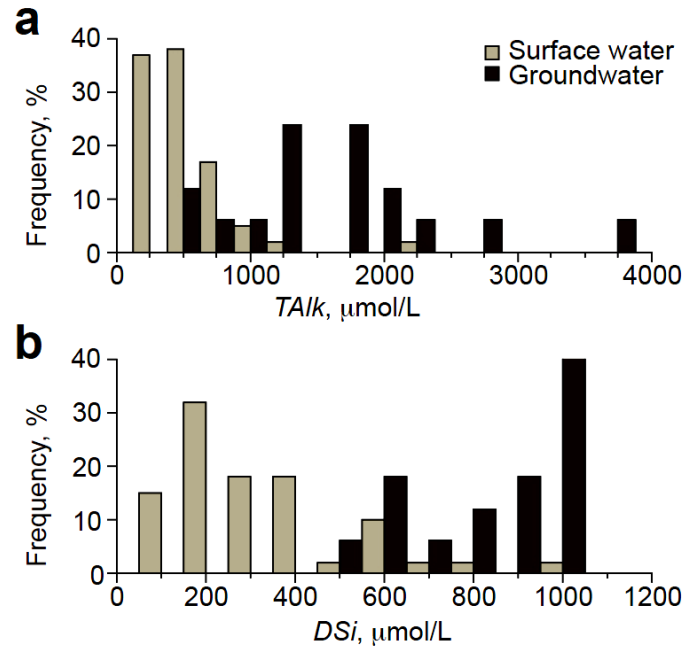 a
40
30
20
10
0
Frequency, %
Surface water
Groundwater
0 1000 2000 3000 4000
TAlk, μmol/L
b
40
30
20
10
0
Frequency, %
0 200 400 600 800 1000 1200
DSi, μmol/L